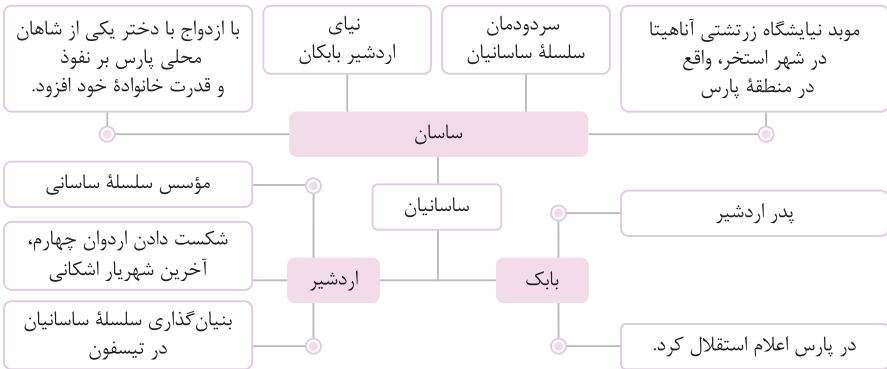 موبد نیایشگاه زرتشتی آناهیتا
در شهر استخر، واقع
در منطقهٔ پارس
سردودمان
سلسلهٔ ساسانیان
نیای
اردشیر بابکان
با ازدواج با دختر یکی از شاهان
محلی پارس بر نفوذ
و قدرت خانوادهٔ خود افزود.
ساسان
ساسانیان
پدر اردشیر
بابک
در پارس اعلام استقلال کرد.
مؤسس سلسلهٔ ساسانی
اردشیر
شکست دادن اردوان چهارم،
آخرین شهریار اشکانی
بنیان‌گذاری سلسلهٔ ساسانیان
در تیسفون